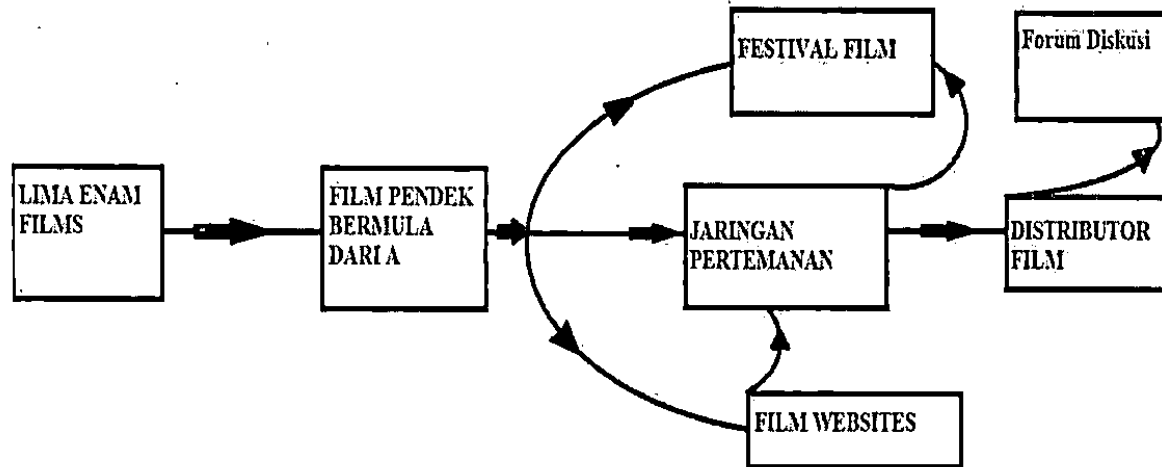 LIMA ENAM
FILMS
FILM PENDEK
BERMULA
DARI A
FESTIVAL FILM
JARINGAN
PERTEMANAN
FILM WEBSITES
Forum Diskusi
DISTRIBUTOR
FILM